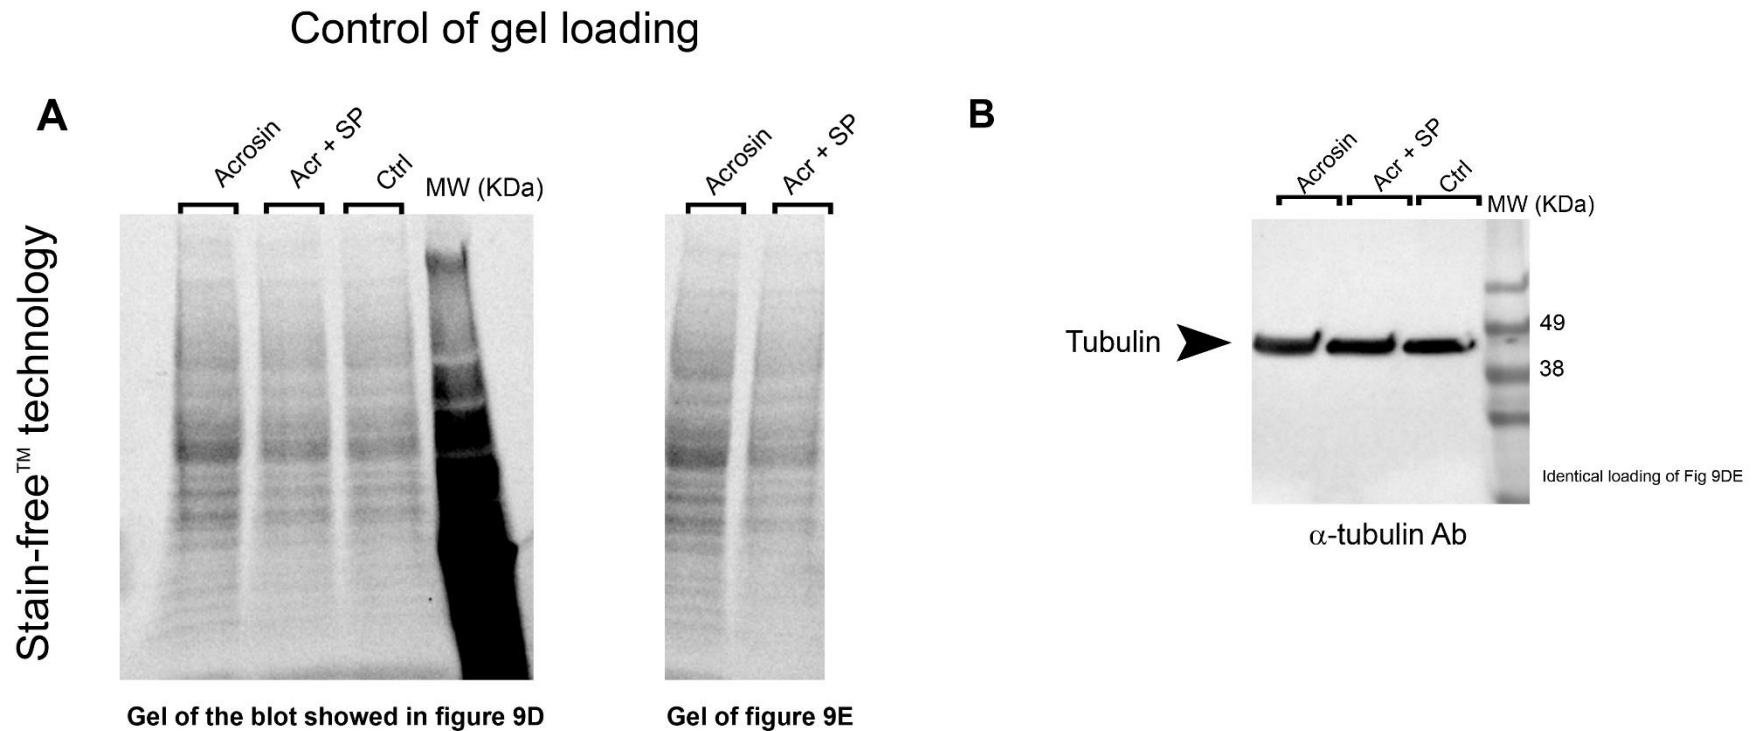 Control of gel loading
A
Stain-free™ technology
Acrosin
Acr + SP
Ctrl
MW (KDa)
Gel of the blot showed in figure 9D
Acrosin
Acr + SP
Gel of figure 9E
B
Acrosin
Acr + SP
Ctrl
MW (KDa)
Tubulin
49
38
Identical loading of Fig 9DE
α-tubulin Ab